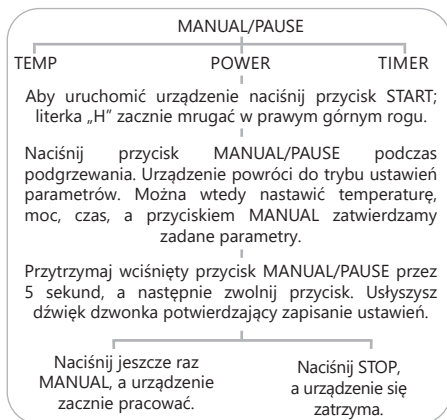 MANUAL/PAUSE
TEMP POWER TIMER
Aby uruchomić urządzenie naciśnij przycisk START;
literka „H” zacznie mrugać w prawym górnym rogu.
Naciśnij przycisk MANUAL/PAUSE podczas
podgrzewania. Urządzenie powróci do trybu ustawień
parametrów. Można wtedy nastawić temperaturę,
moc, czas, a przyciskiem MANUAL zatwierdzamy
zadane parametry.
Przytrzymaj wciśnięty przycisk MANUAL/PAUSE przez
5 sekund, a następnie zwolnij przycisk. Usłyszysz
dźwięk dzwonka potwierdzający zapisanie ustawień.
Naciśnij jeszcze raz
MANUAL, a urządzenie
zacznie pracować.
Naciśnij STOP,
a urządzenie się
zatrzyma.